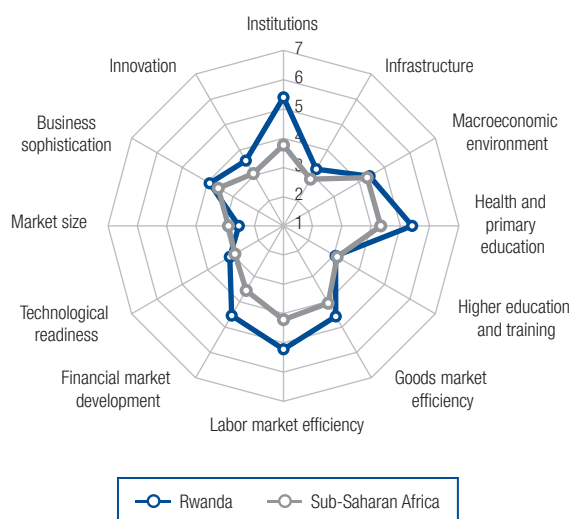 Institutions
7
6
5
4
3
2
1
Infrastructure
Macroeconomic
environment
Health and
primary
education
Higher education
and training
Goods market
efficiency
Labor market efficiency
Financial market
development
Technological
readiness
Market size
Business
sophistication
Innovation
Rwanda
Sub-Saharan Africa